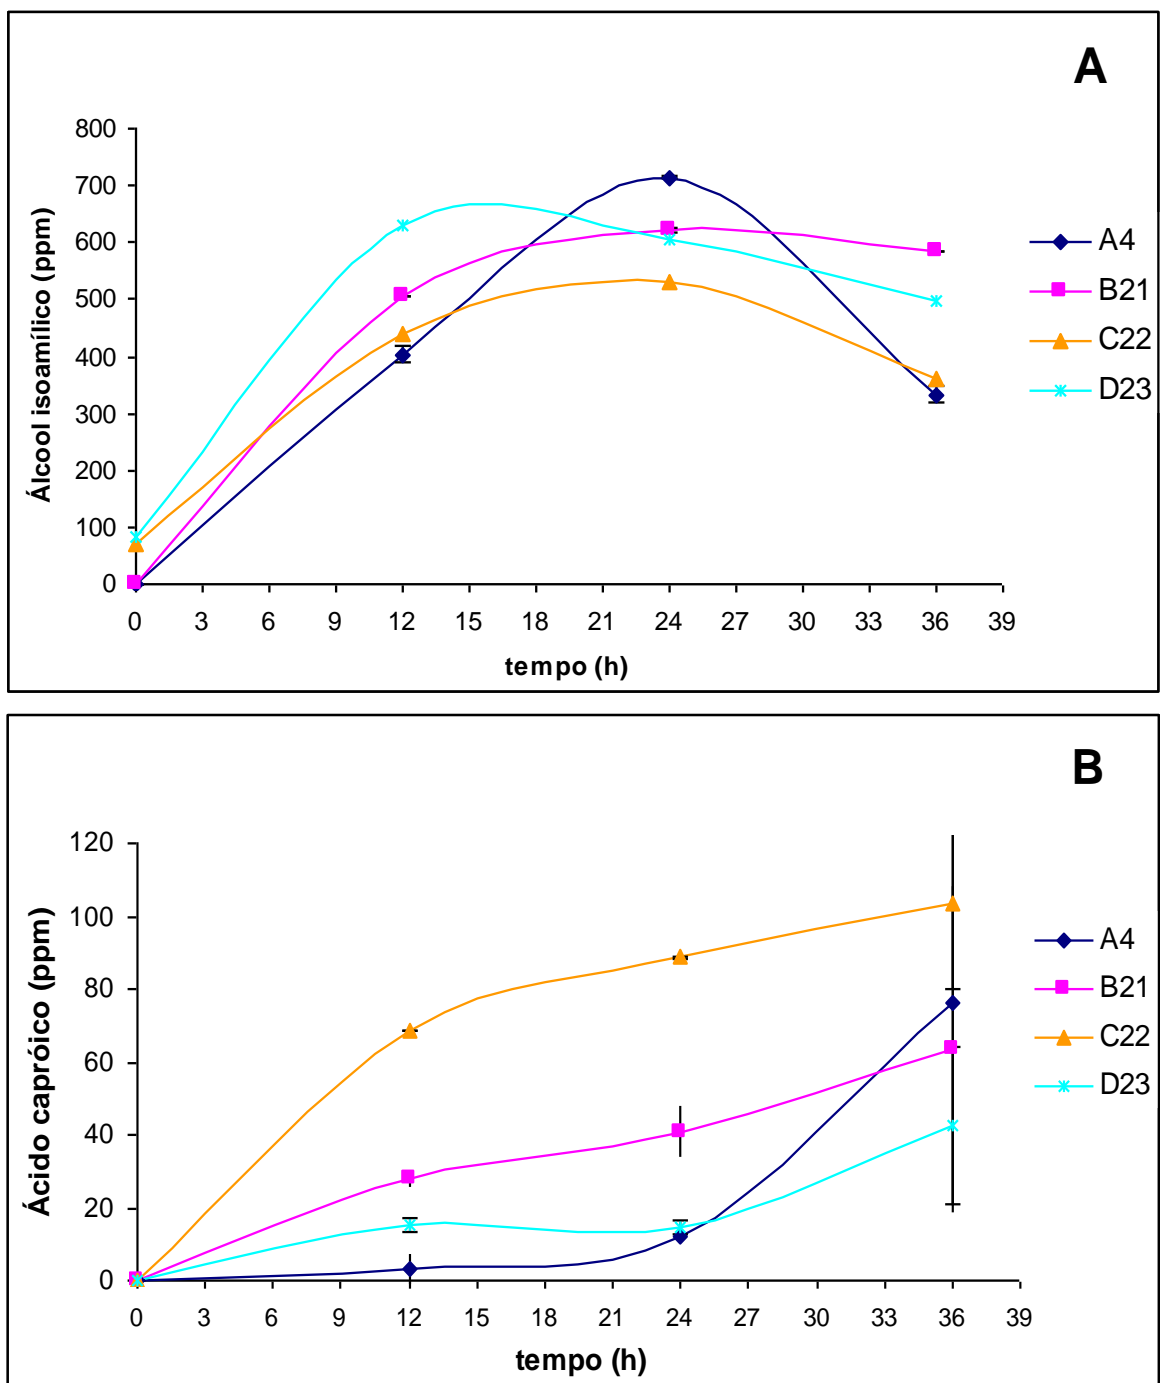 A
Álcool isoamílico (ppm)
800
700
600
500
400
300
200
100
0
0 3 6 9 12 15 18 21 24 27 30 33 36 39
tempo (h)
A4
B21
C22
D23
B
Ácido capróico (ppm)
120
100
80
60
40
20
0
0 3 6 9 12 15 18 21 24 27 30 33 36 39
tempo (h)
A4
B21
C22
D23